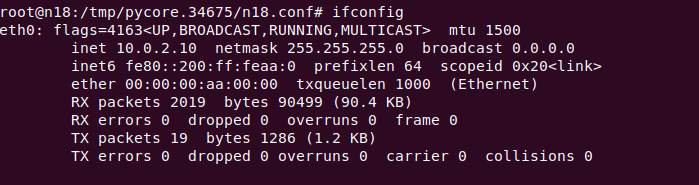 root@n18:/tmp/pycore.34675/n18.conf# ifconfig
eth0: flags=4163<UP,BROADCAST,RUNNING,MULTICAST>  mtu 1500
        inet 10.0.2.10  netmask 255.255.255.0  broadcast 0.0.0.0
        inet6 fe80::200:ff:feaa:0  prefixlen 64  scopeid 0x20<link>
        ether 00:00:00:aa:00:00  txqueuelen 1000  (Ethernet)
        RX packets 2019  bytes 90499 (90.4 KB)
        RX errors 0  dropped 0  overruns 0  frame 0
        TX packets 19  bytes 1286 (1.2 KB)
        TX errors 0  dropped 0 overruns 0  carrier 0  collisions 0